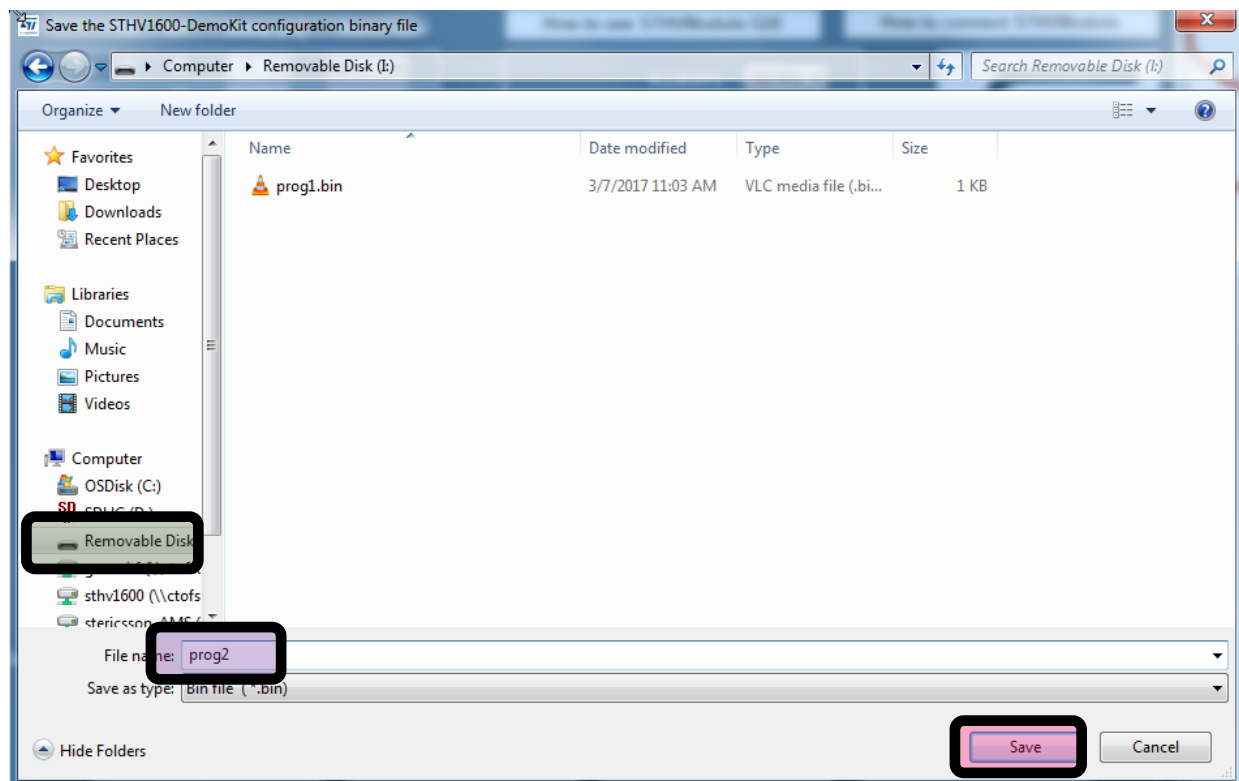 Save the STHV1600-DemoKit configuration binary file
Computer Removable Disk (I:)
Search Removable Disk (I:)
Organize New folder
Name Date modified Type Size
prog1.bin 3/7/2017 11:03 AM VLC media file (.bi... 1 KB
Favorites
Desktop
Downloads
Recent Places
Libraries
Documents
Music
Pictures
Videos
Computer
OSDisk (C:)
Removable Disk
sthv1600 (\\ctofs
File name: prog2
Save as type: Bin file (*.bin)
Hide Folders
Save Cancel